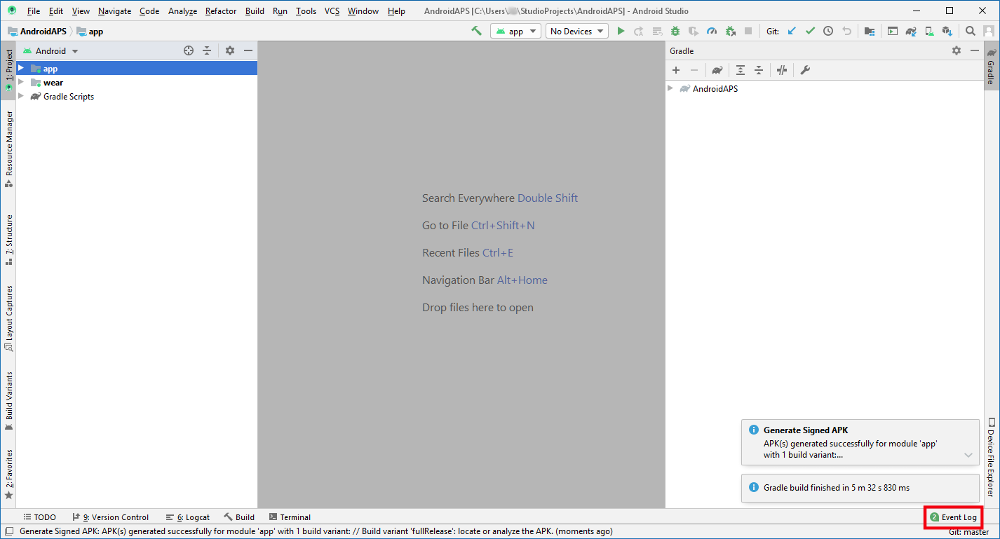 File Edit View Navigate Code Analyze Refactor Build Run Tools VCS Window Help AndroidAPS [C:\Users\ \StudioProjects\AndroidAPS] - Android Studio
AndroidAPS app app No Devices Git:
1: Project
Resource Manager
7: Structure
Layout Captures
Build Variants
2: Favorites
Android
app
wear
Gradle Scripts
Search Everywhere Double Shift
Go to File Ctrl+Shift+N
Recent Files Ctrl+E
Navigation Bar Alt+Home
Drop files here to open
Gradle
AndroidAPS
Gradle
Device File Explorer
Generate Signed APK
APK(s) generated successfully for module 'app'
with 1 build variant:...
Gradle build finished in 5 m 32 s 830 ms
TODO 9: Version Control 6: Logcat Build Terminal 2 Event Log
Generate Signed APK: APK(s) generated successfully for module 'app' with 1 build variant: // Build variant 'fullRelease': locate or analyze the APK. (moments ago) Git: master